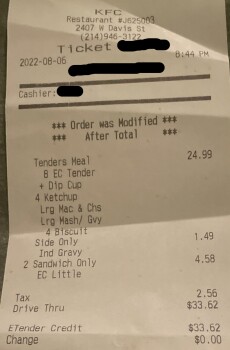 KFC
Restaurant #J625003
2407 W Davis St
(214)946-3122
Ticket
2022-08-06 8:44 PM
Cashier:
*** Order was Modified ***
*** After Total ***
Tenders Meal 24.99
8 EC Tender
+ Dip Cup
4 Ketchup
Lrg Mac & Chs
Lrg Mash/ Gvy
4 Biscuit
Side Only 1.49
Ind Gravy
2 Sandwich Only 4.58
EC Little
Tax 2.56
Drive Thru $33.62
ETender Credit $33.62
Change $0.00